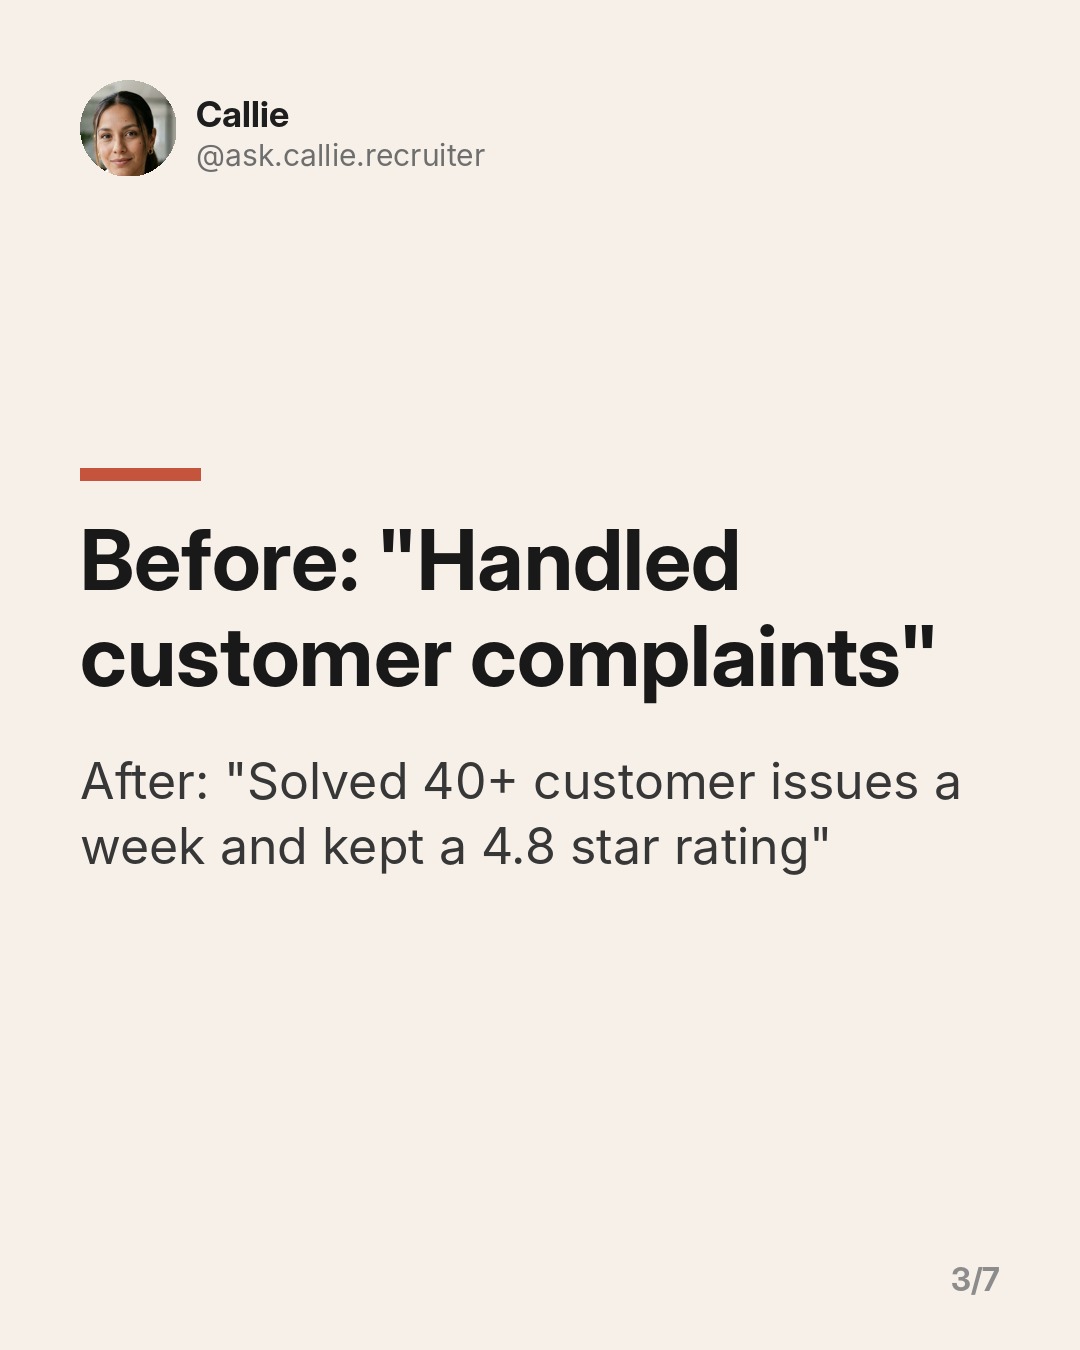 Callie
@ask.callie.recruiter
Before: "Handled
customer complaints"
After: "Solved 40+ customer issues a
week and kept a 4.8 star rating"
3/7